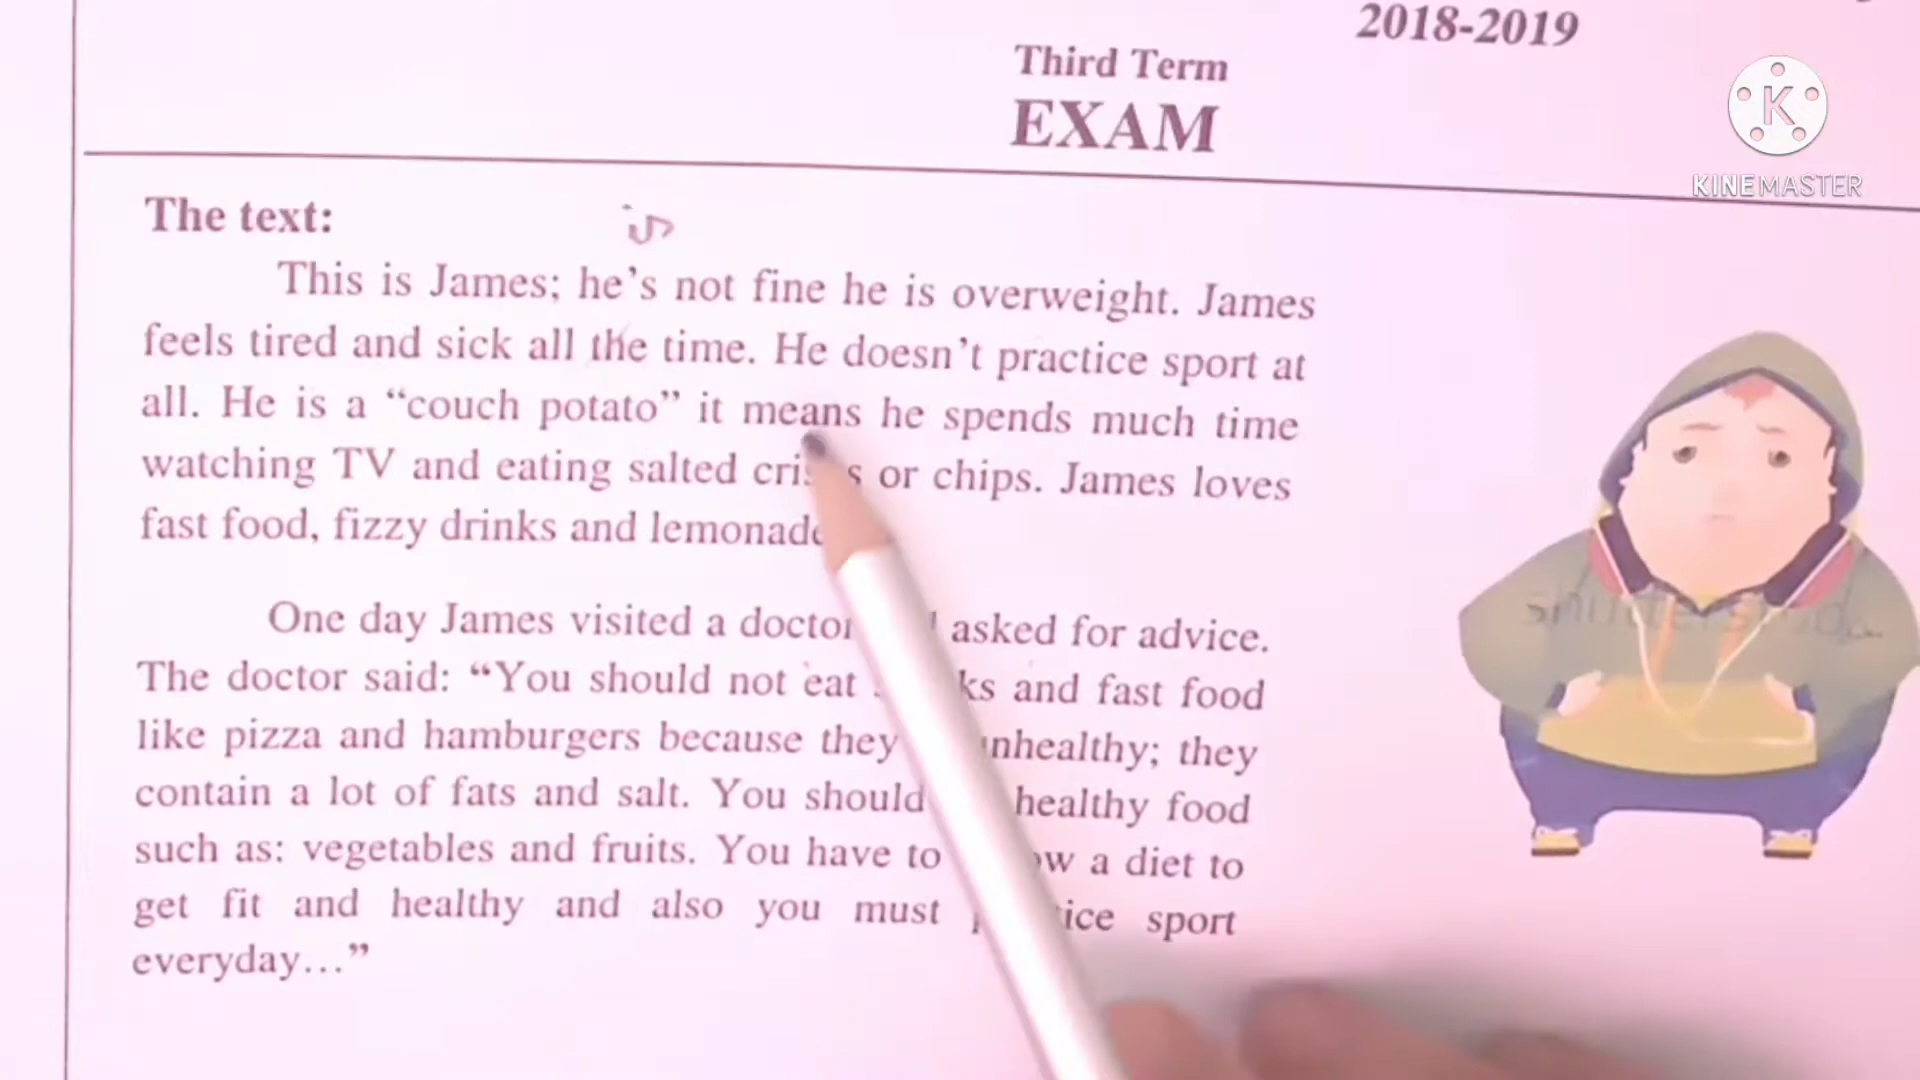 2018-2019
Third Term
EXAM
KINEMASTER
The text:
This is James; he's not fine he is overweight. James
feels tired and sick all the time. He doesn't practice sport at
all. He is a “couch potato” it means he spends much time
watching TV and eating salted or chips. James loves
fast food, fizzy drinks and
One day James visited a asked for advice.
The doctor said: “You should not eat and fast food
like pizza and hamburgers because they they
contain a lot of fats and salt. You should healthy food
such as: vegetables and fruits. You have to a diet to
get fit and healthy and also you must sport
everyday...”